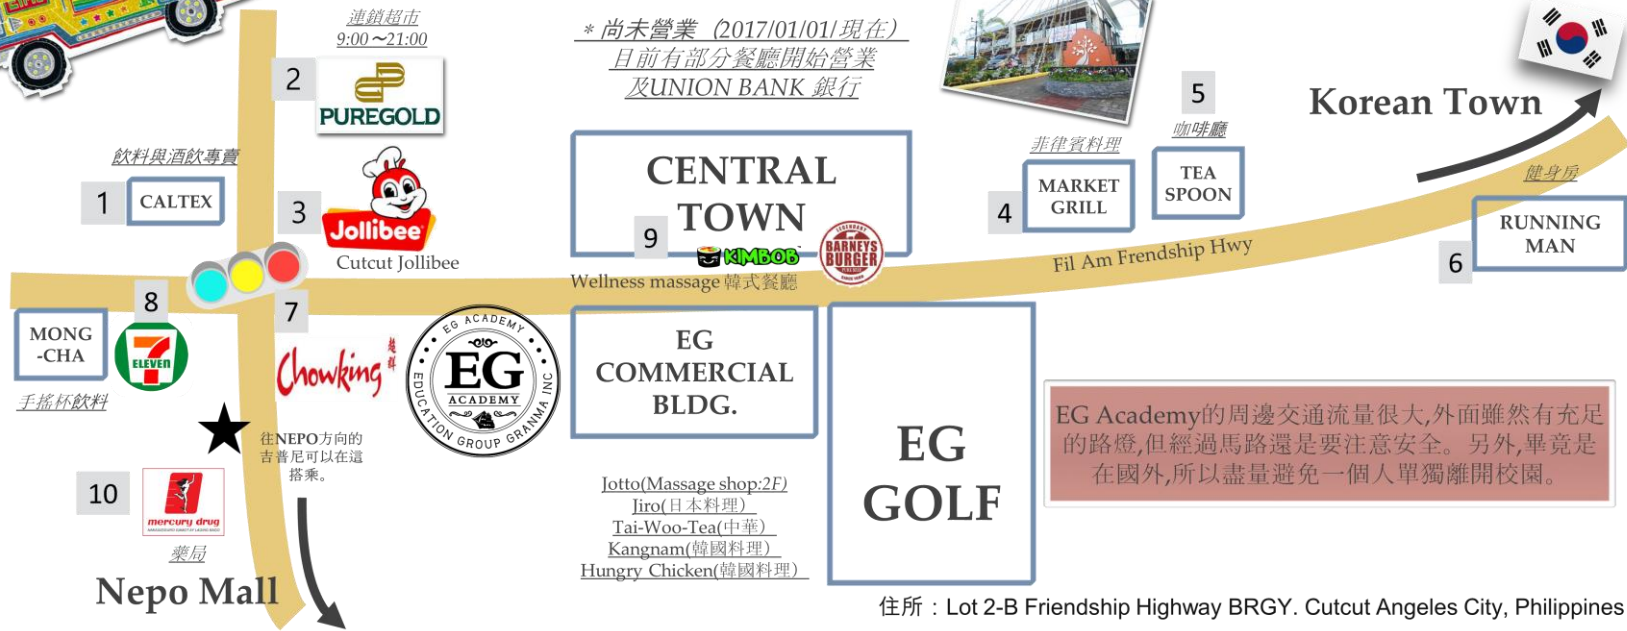 連鎖超市
9:00～21:00
2
PUREGOLD
* 尚未營業（2017/01/01/現在）
目前有部分餐廳開始營業
及UNION BANK 銀行
5
咖啡廳
TEA
SPOON
Korean Town
飲料與酒飲專賣
1
CALTEX
3
Jollibee
Cutcut Jollibee
CENTRAL
TOWN
9
KIMBOB
LEGENDARY
BARNEYS
BURGER
Wellness massage 韓式餐廳
菲律賓料理
4
MARKET
GRILL
Fil Am Frendship Hwy
健身房
6
RUNNING
MAN
8
7
MONG
-CHA
手搖杯飲料
7
ELEVEN
Chowking
超群
EG ACADEMY
EG
ACADEMY
EDUCATION GROUP GRANMA INC
EG
COMMERCIAL
BLDG.
EG
GOLF
EG Academy的周邊交通流量很大,外面雖然有充足
的路燈,但經過馬路還是要注意安全。另外,畢竟是
在國外,所以盡量避免一個人單獨離開校園。
往NEPO方向的
吉普尼可以在這
搭乘。
10
mercury drug
藥局
Nepo Mall
Jotto(Massage shop:2F)
Jiro(日本料理)
Tai-Woo-Tea(中華)
Kangnam(韓國料理)
Hungry Chicken(韓國料理)
住所：Lot 2-B Friendship Highway BRGY. Cutcut Angeles City, Philippines